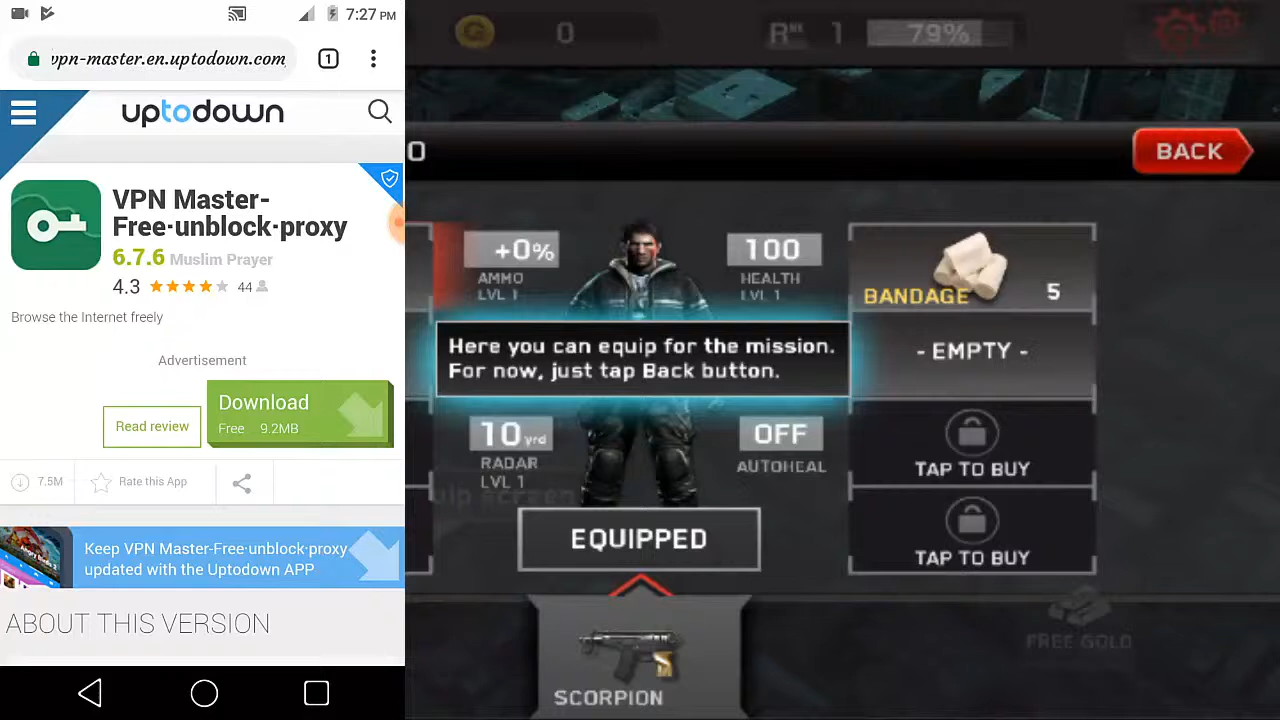 7:27 PM
vpn-master.en.uptodown.com
1
uptodown
VPN Master-
Free·unblock·proxy
6.7.6 Muslim Prayer
4.3 44
Browse the Internet freely
Advertisement
Read review
Download
Free 9.2MB
7.5M
Rate this App
Keep VPN Master-Free·unblock·proxy
updated with the Uptodown APP
ABOUT THIS VERSION
G 0
RNK 1
79%
O
BACK
+0%
AMMO
LVL 1
100
HEALTH
LVL 1
BANDAGE 5
Here you can equip for the mission.
For now, just tap Back button.
- EMPTY -
10 yrd
RADAR
LVL 1
OFF
AUTOHEAL
TAP TO BUY
uip screen
EQUIPPED
TAP TO BUY
FREE GOLD
SCORPION